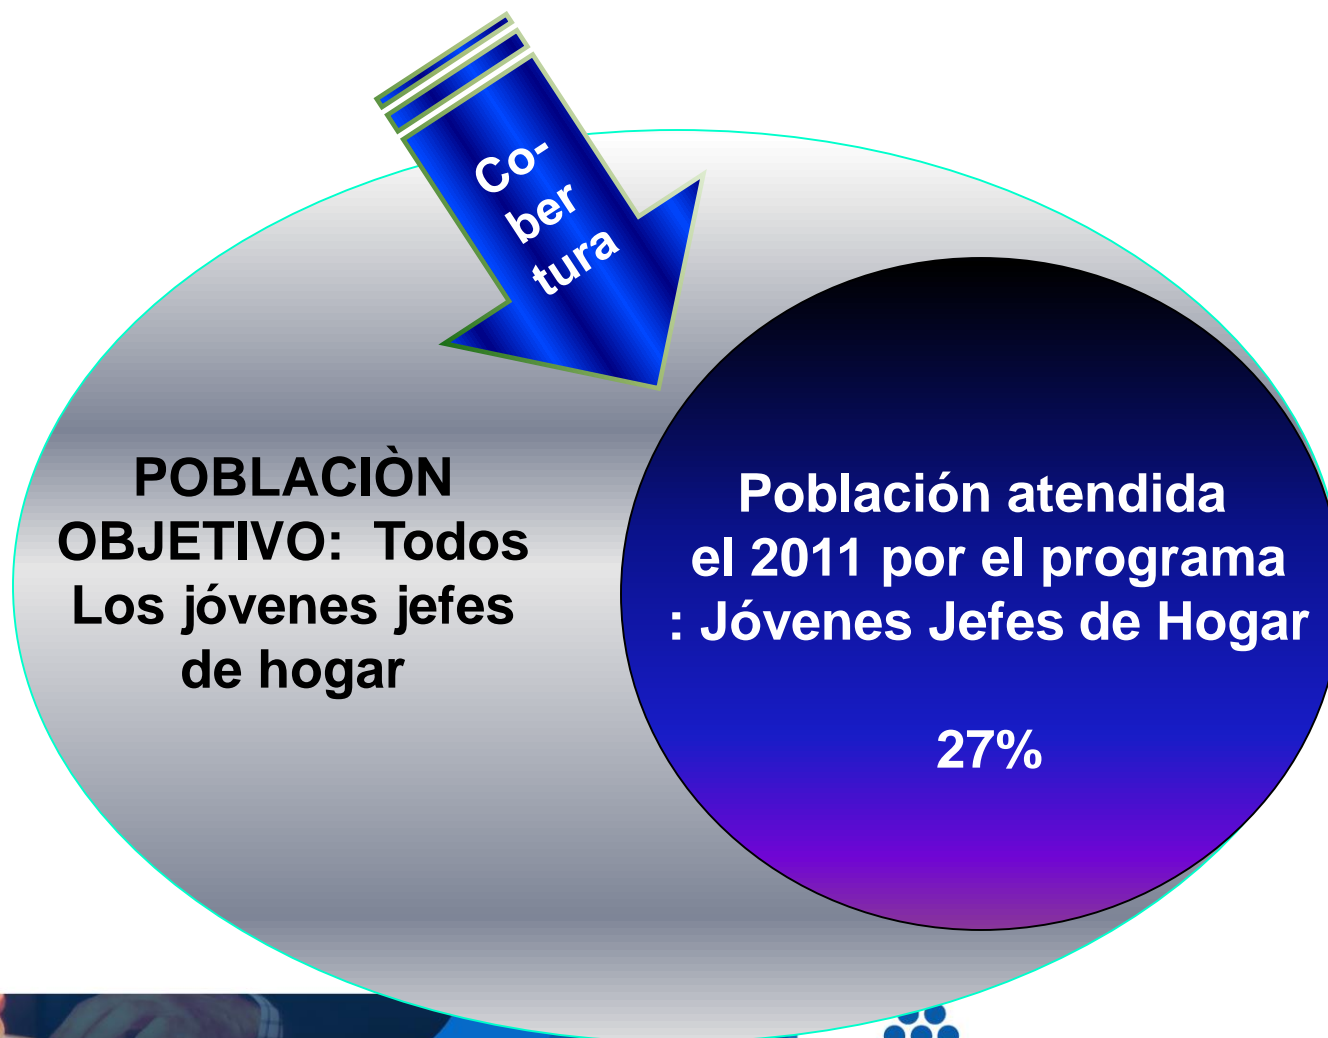 Co-
ber
tura
POBLACIÒN
OBJETIVO: Todos
Los jóvenes jefes
de hogar
Población atendida
el 2011 por el programa
: Jóvenes Jefes de Hogar
27%